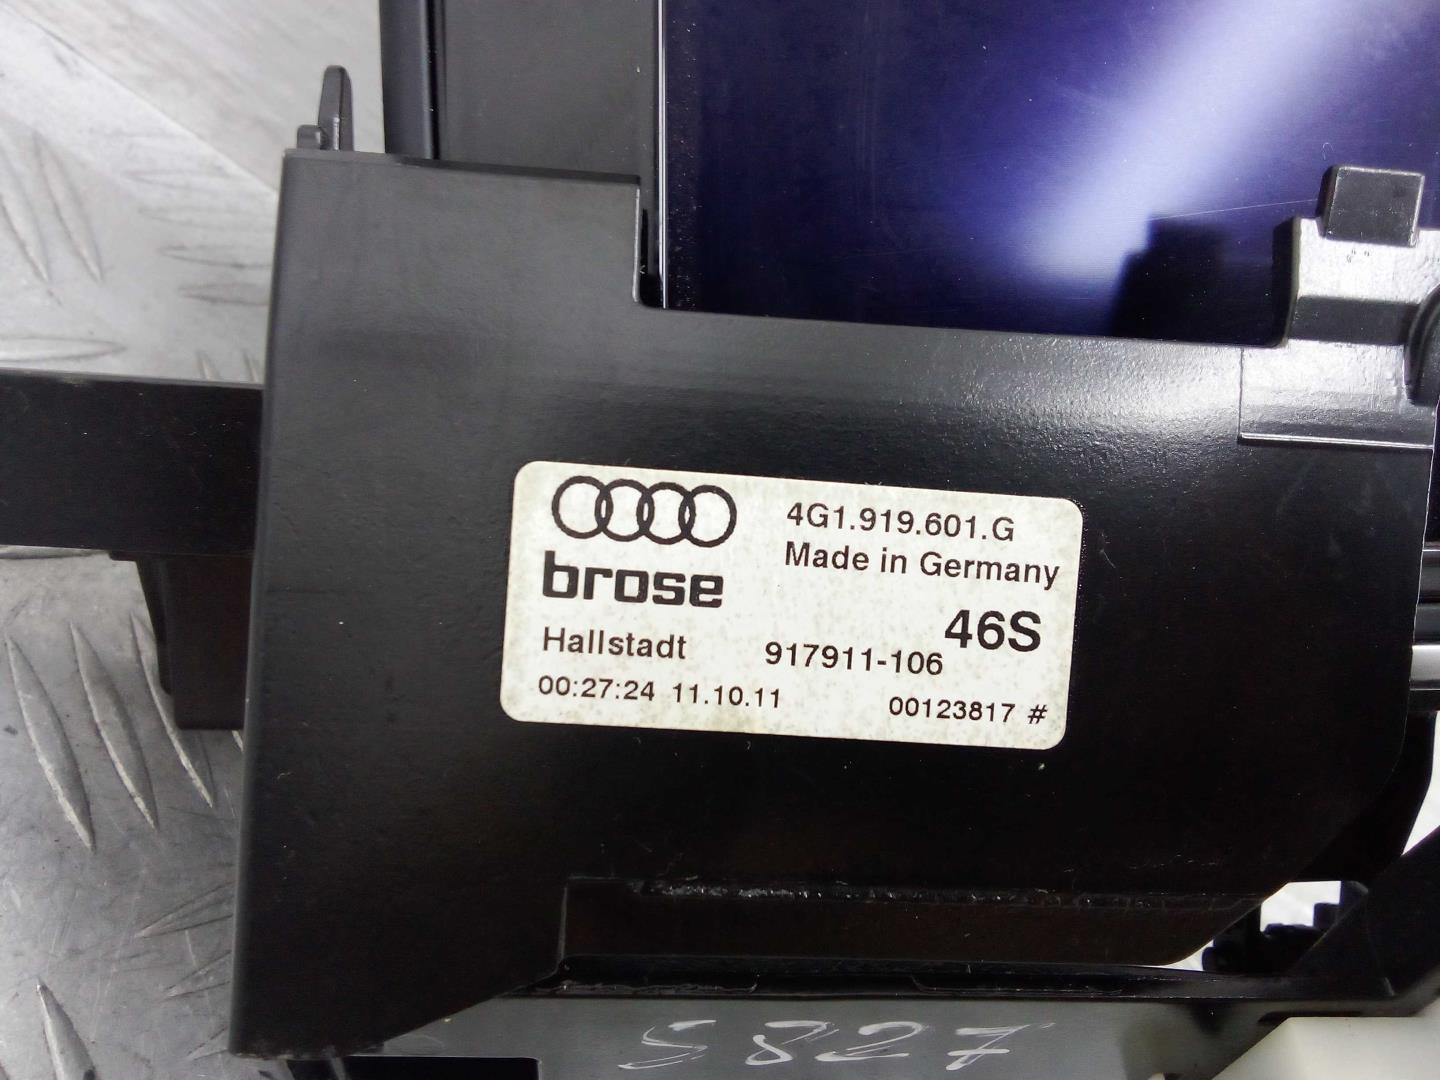 4G1.919.601.G
Made in Germany
brose
46S
Hallstadt 917911-106
00:27:24 11.10.11 00123817 #
S827